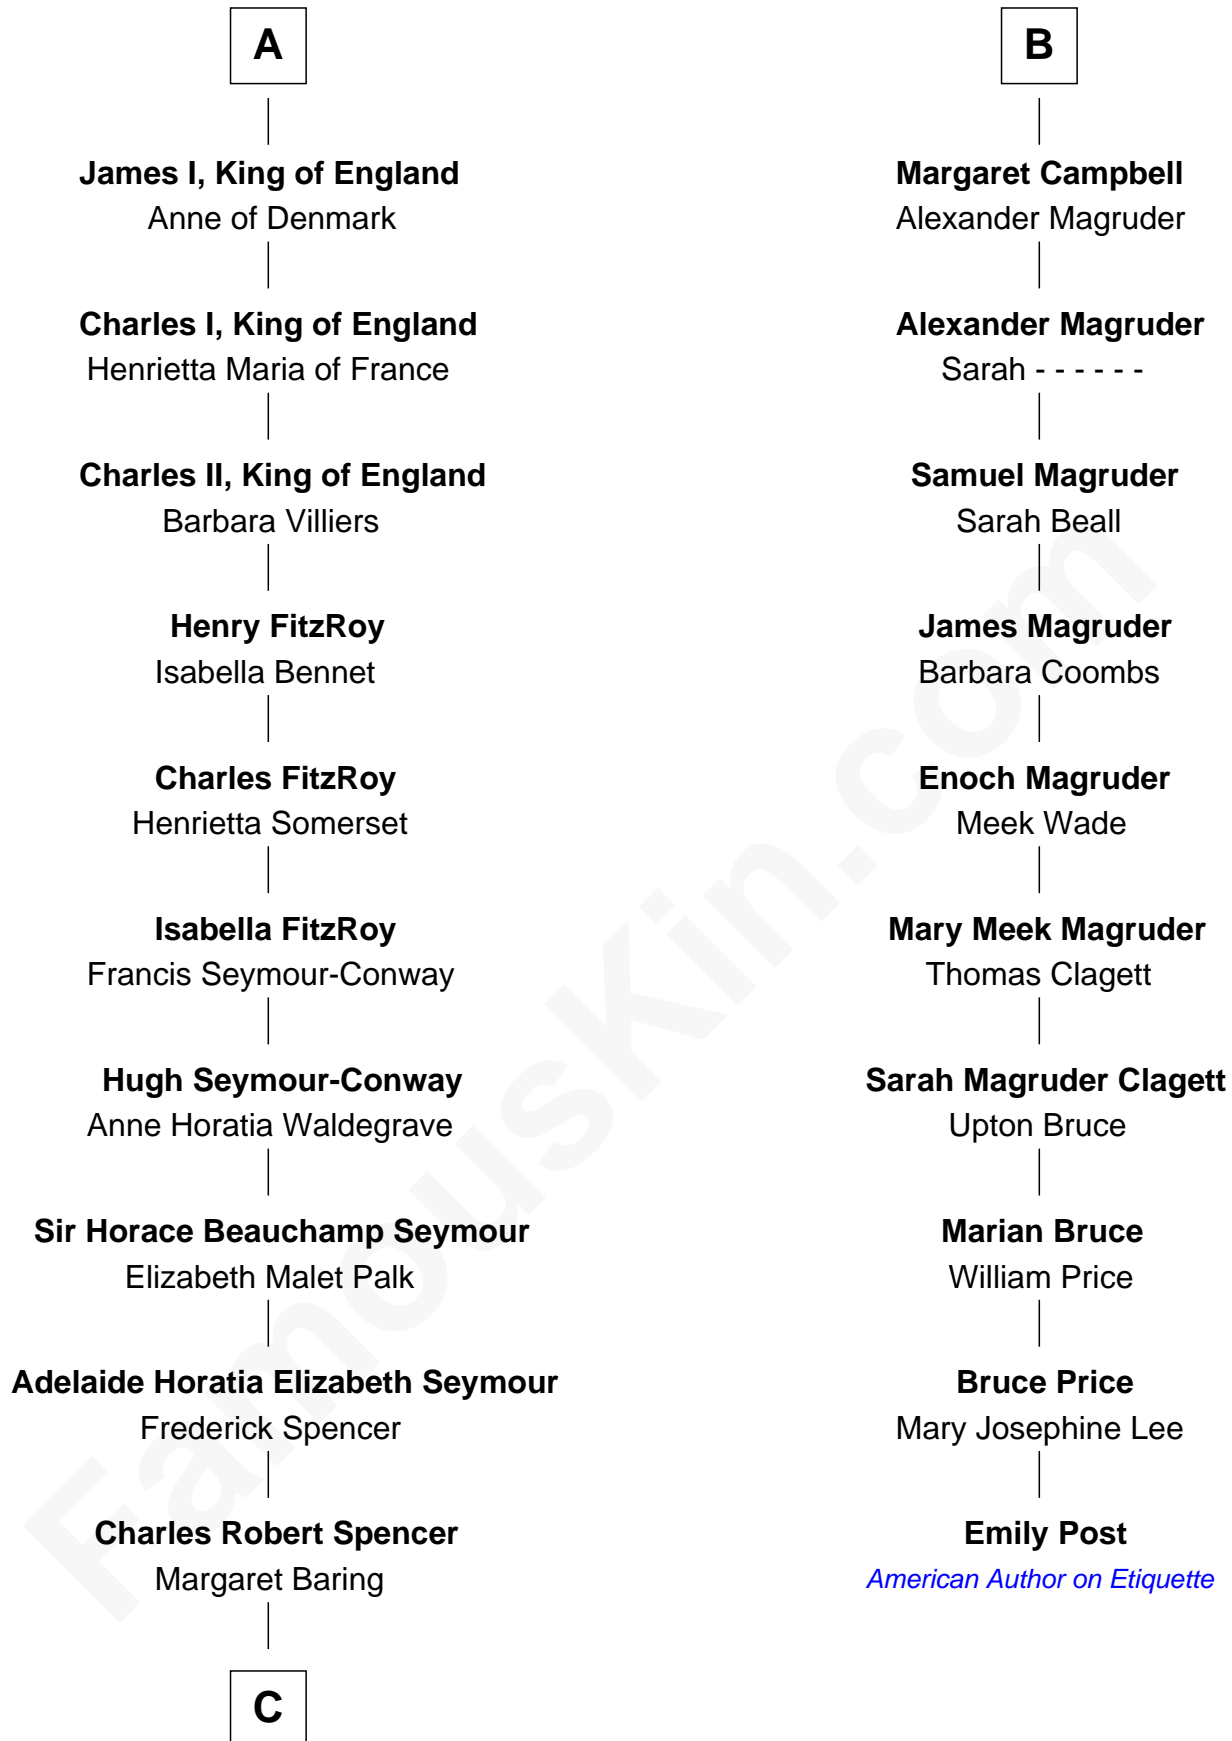 A
James I, King of England
Anne of Denmark
Charles I, King of England
Henrietta Maria of France
Charles II, King of England
Barbara Villiers
Henry FitzRoy
Isabella Bennet
Charles FitzRoy
Henrietta Somerset
Isabella FitzRoy
Francis Seymour-Conway
Hugh Seymour-Conway
Anne Horatia Waldegrave
Sir Horace Beauchamp Seymour
Elizabeth Malet Palk
Adelaide Horatia Elizabeth Seymour
Frederick Spencer
Charles Robert Spencer
Margaret Baring
C
B
Margaret Campbell
Alexander Magruder
Alexander Magruder
Sarah - - - - - -
Samuel Magruder
Sarah Beall
James Magruder
Barbara Coombs
Enoch Magruder
Meek Wade
Mary Meek Magruder
Thomas Clagett
Sarah Magruder Clagett
Upton Bruce
Marian Bruce
William Price
Bruce Price
Mary Josephine Lee
Emily Post
American Author on Etiquette
FamousKin.com